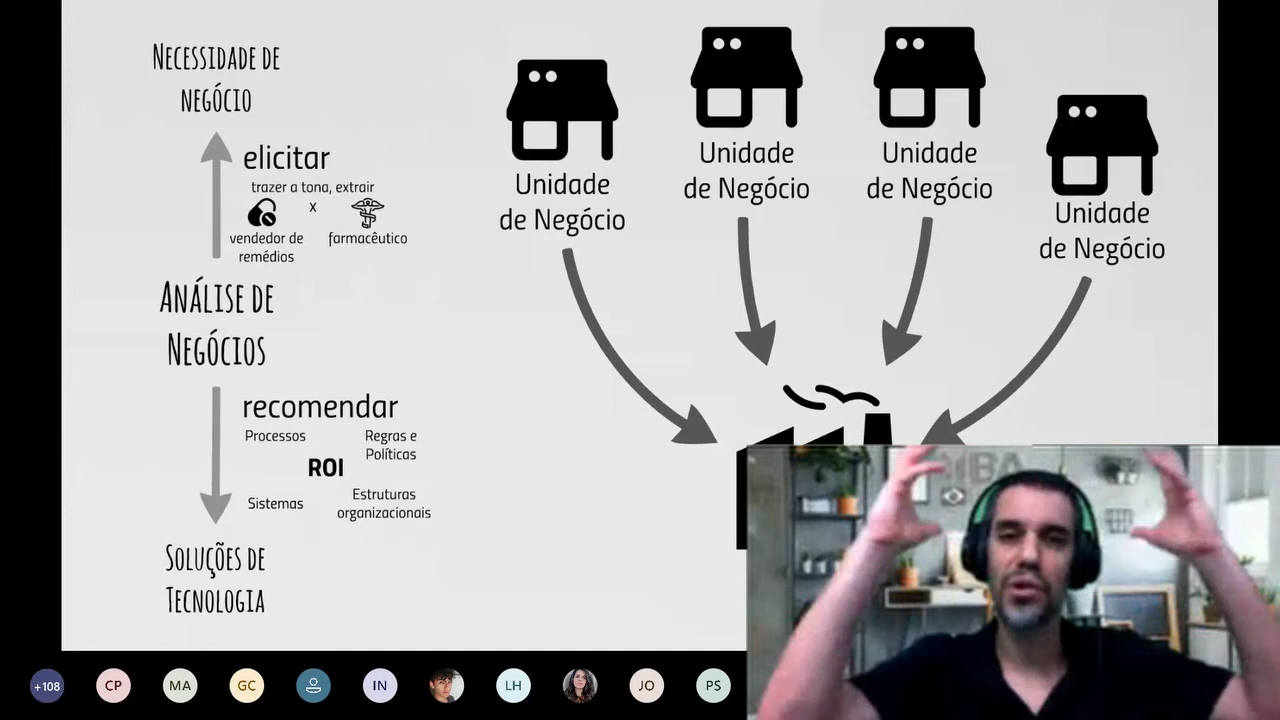 NECESSIDADE DE
NEGÓCIO
elicitar
trazer a tona, extrair
x
vendedor de
remédios
farmacêutico
ANÁLISE DE
NEGÓCIOS
recomendar
Processos
Regras e
Políticas
ROI
Sistemas
Estruturas
organizacionais
SOLUÇÕES DE
TECNOLOGIA
Unidade
de Negócio
Unidade
de Negócio
Unidade
de Negócio
Unidade
de Negócio
IIBA
+108
CP
MA
GC
IN
LH
JO
PS